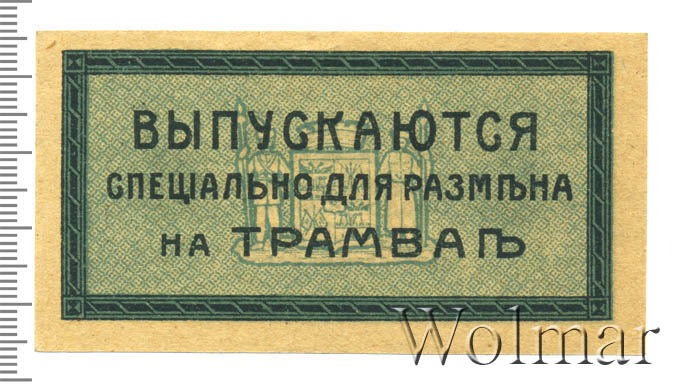 ВЫПУСКАЮТСЯ
СПЕЦІАЛЬНО ДЛЯ РАЗМѢНА
НА ТРАМВАѢ
Wolmar